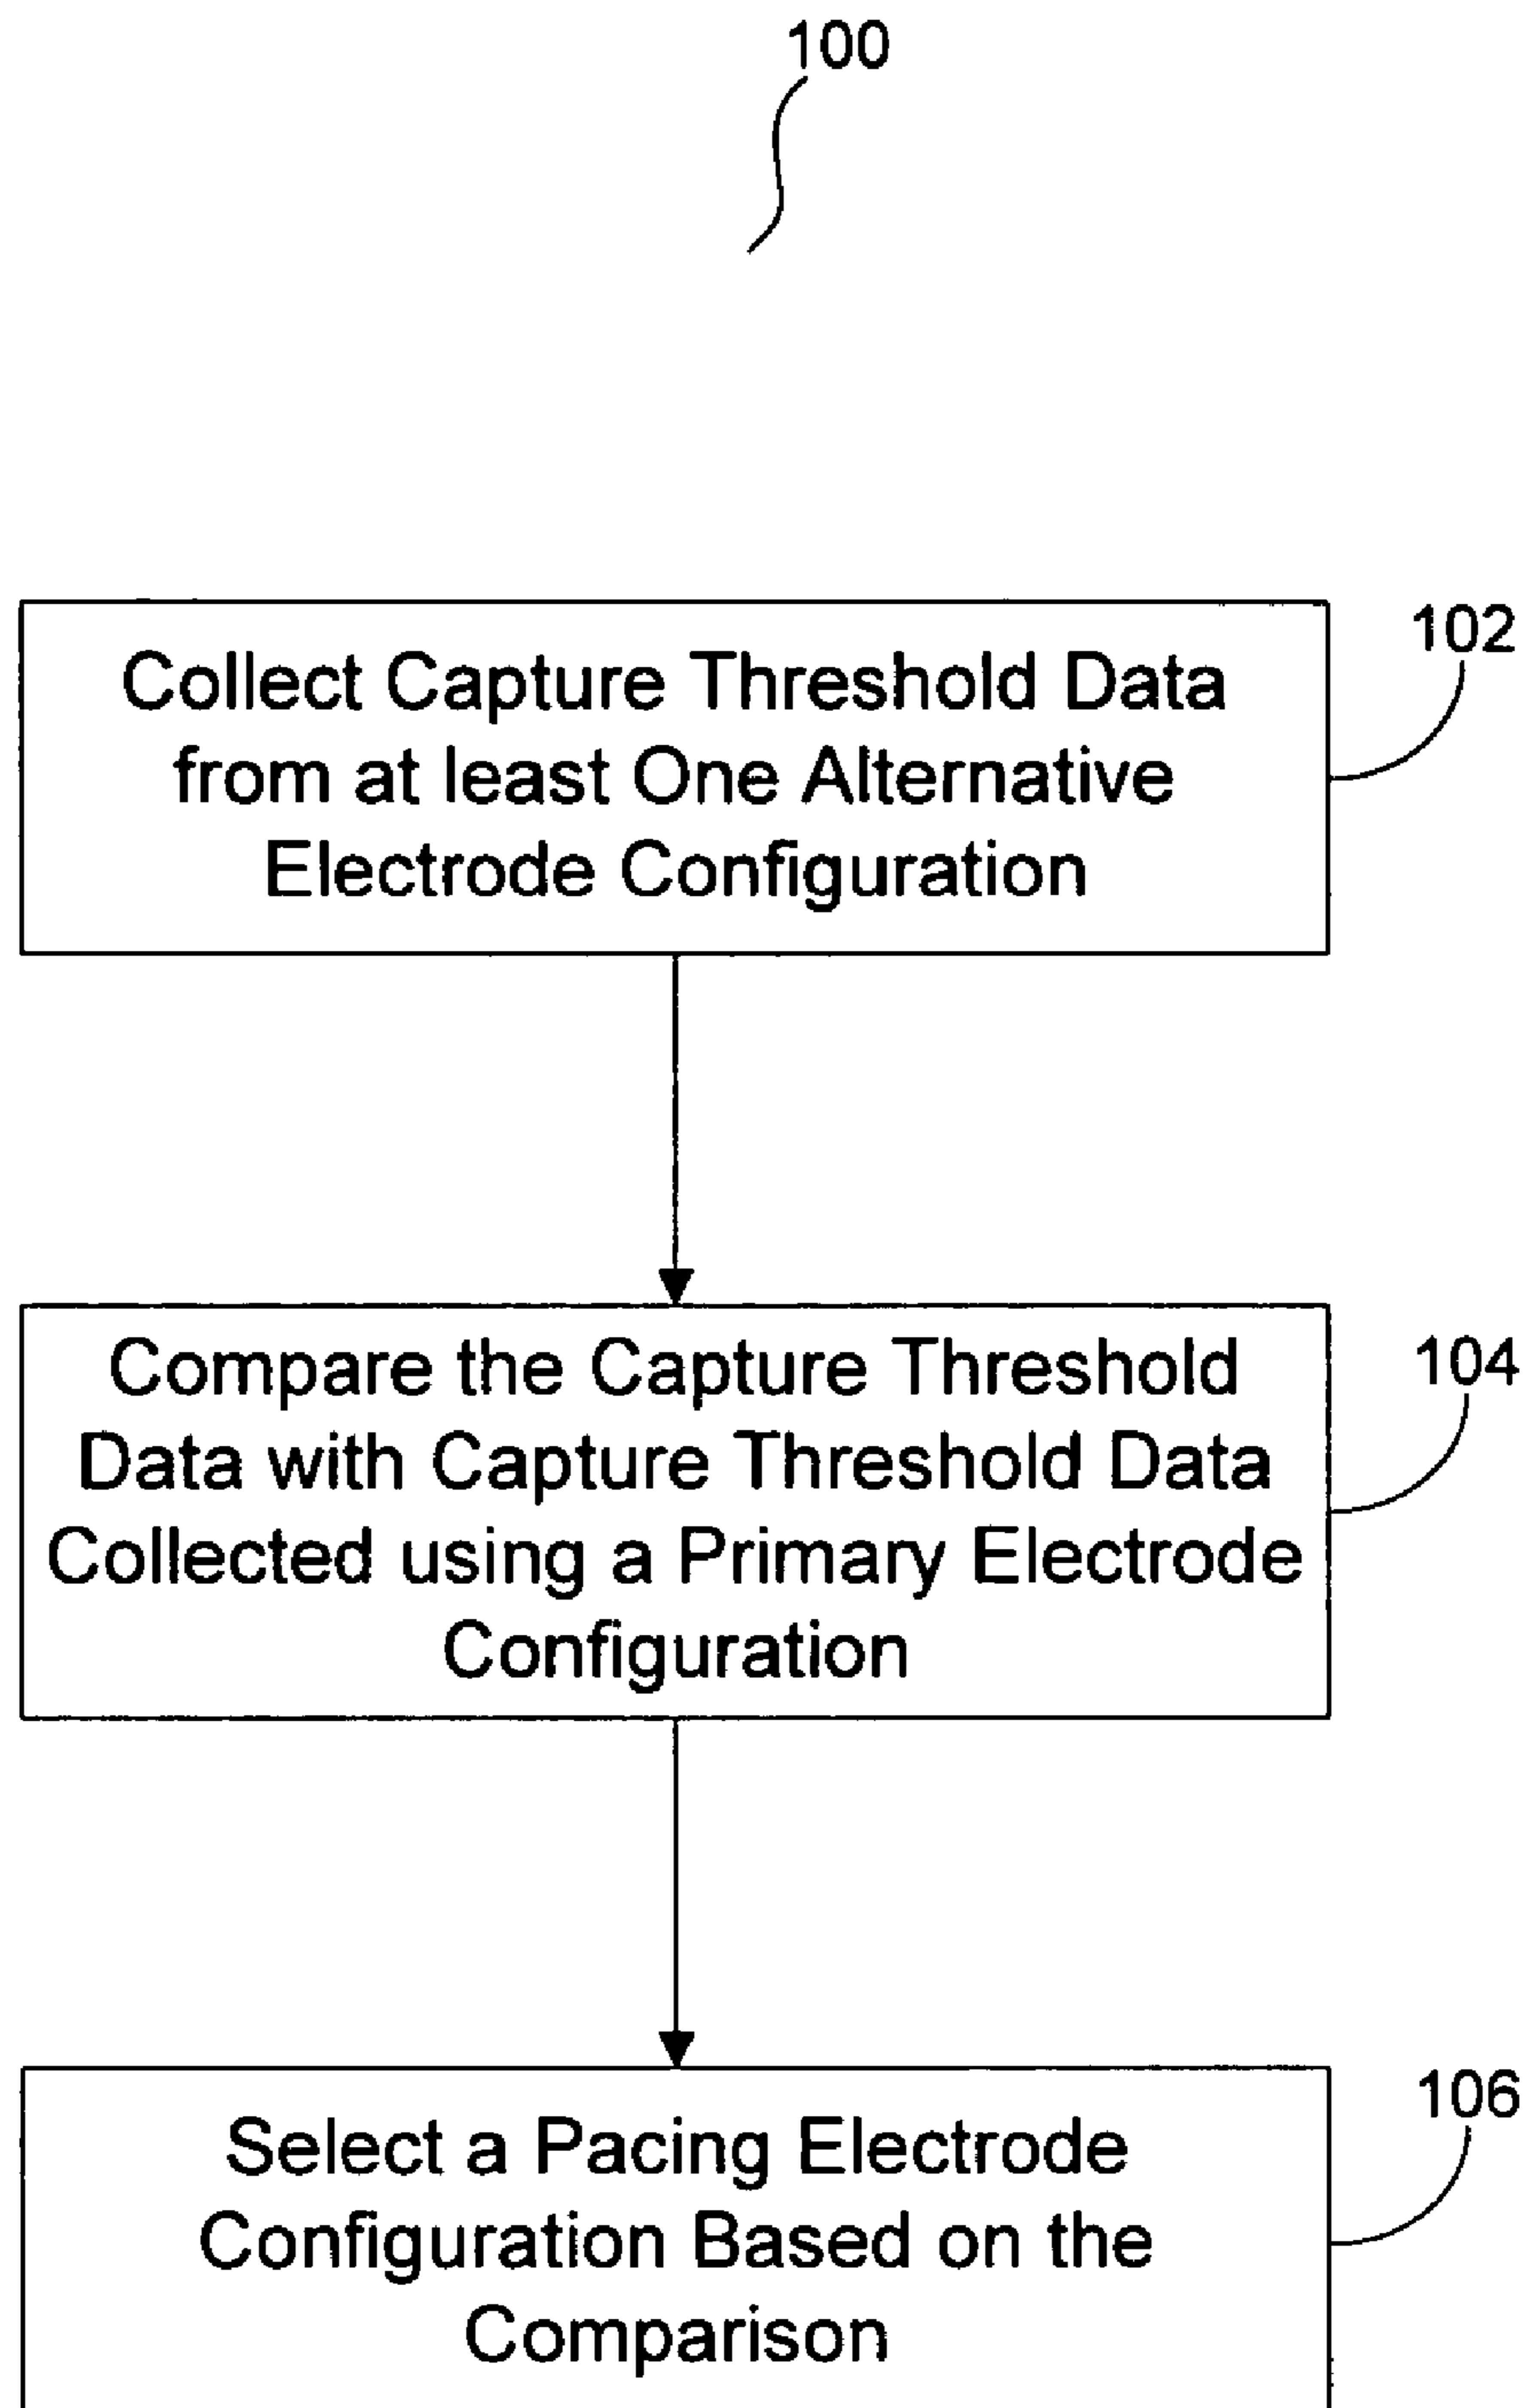 100
Collect Capture Threshold Data
from at least One Alternative
Electrode Configuration
102
Compare the Capture Threshold
Data with Capture Threshold Data
Collected using a Primary Electrode
Configuration
104
Select a Pacing Electrode
Configuration Based on the
Comparison
106